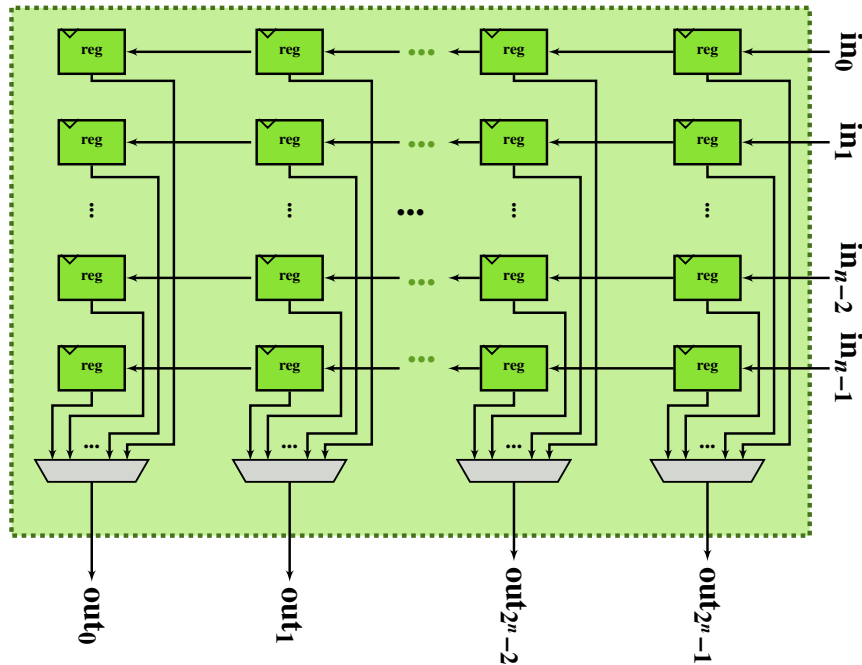 reg reg ... reg reg in₀
reg reg ... reg reg in₁
... ... ... ... ...
reg reg ... reg reg inₙ₋₂
reg reg ... reg reg inₙ₋₁
... ... ... ...
out₀ out₁ out₂ⁿ₋₂ out₂ⁿ₋₁